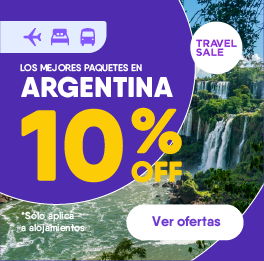 TRAVEL
SALE
LOS MEJORES PAQUETES EN
ARGENTINA
10%
OFF
*Sólo aplica
a alojamientos
Ver ofertas